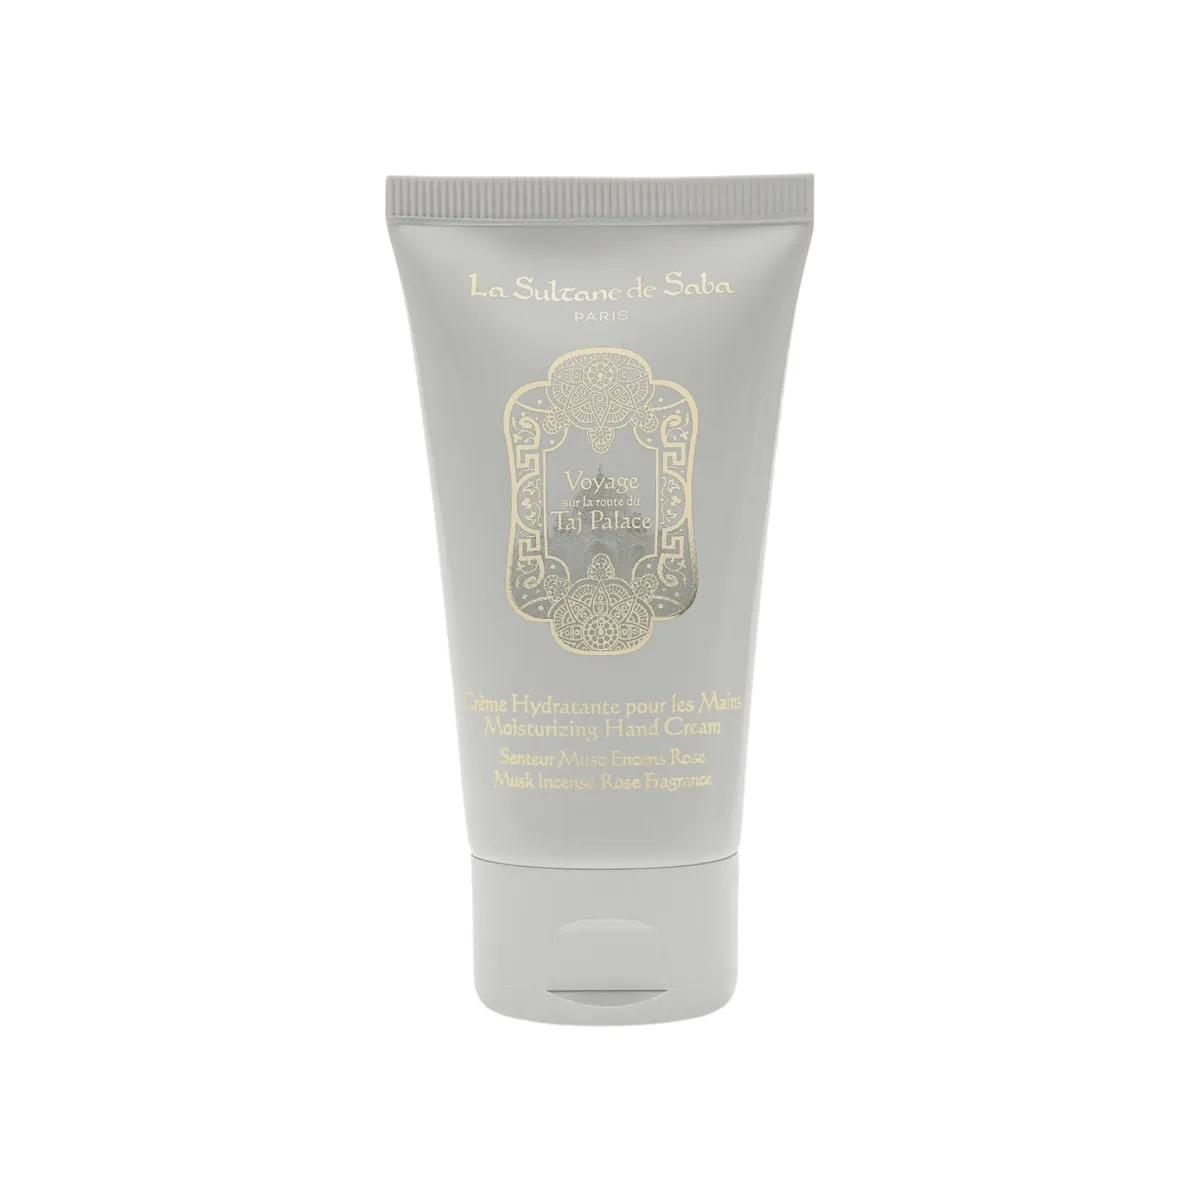 La Sultane de Saba
PARIS
Voyage
sur la route du
Taj Palace
Crème Hydratante pour les Mains
Moisturizing Hand Cream
Senteur Musc Encens Rose
Musk Incense Rose Fragrance